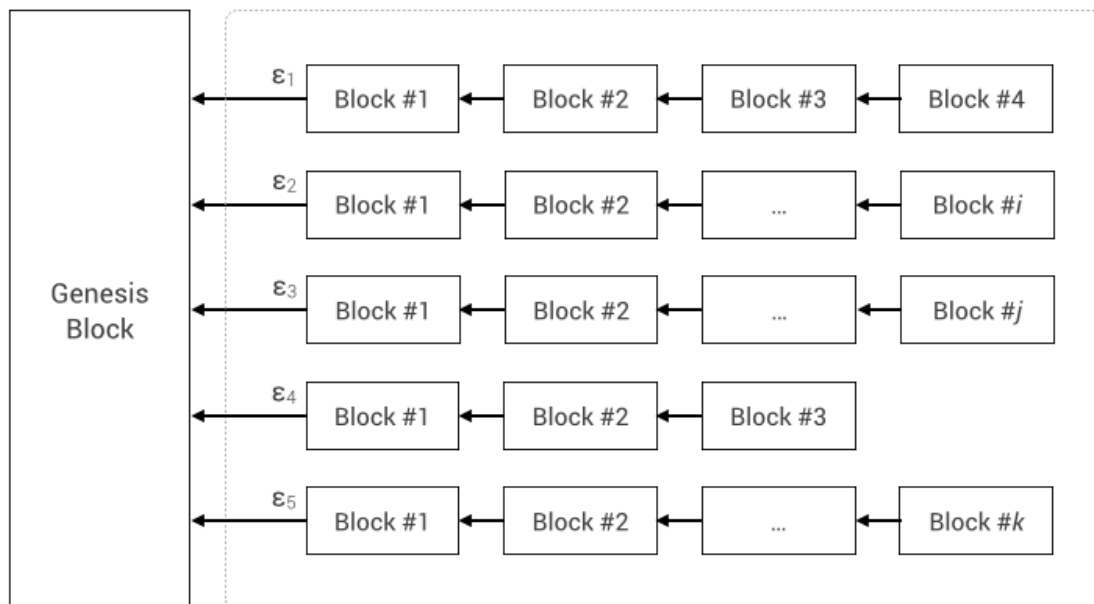 Genesis
Block
ε1
Block #1
Block #2
Block #3
Block #4
ε2
Block #1
Block #2
...
Block #i
ε3
Block #1
Block #2
...
Block #j
ε4
Block #1
Block #2
Block #3
ε5
Block #1
Block #2
...
Block #k